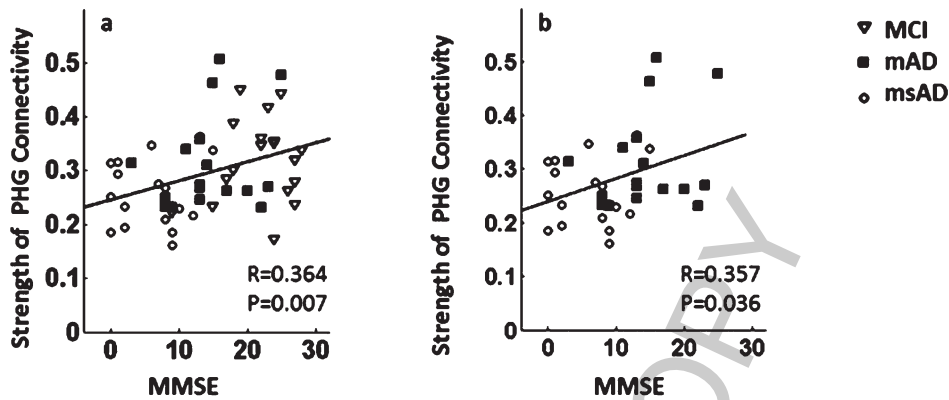 a
Strength of PHG Connectivity
0.5
0.4
0.3
0.2
0.1
0
0 10 20 30
MMSE
R=0.364
P=0.007
b
Strength of PHG Connectivity
0.5
0.4
0.3
0.2
0.1
0
0 10 20 30
MMSE
R=0.357
P=0.036
MCI
mAD
msAD
OPY